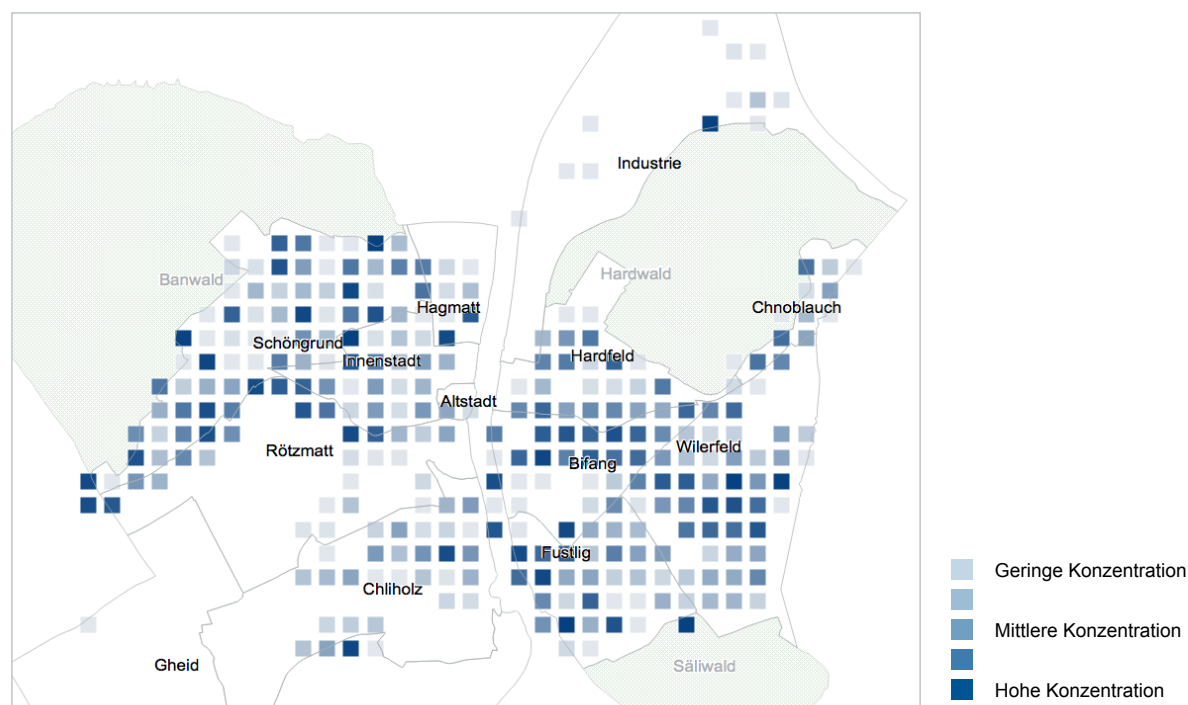 Industrie
Hardwald
Banwald
Hagmatt
Chnoblauch
Schöngrund
Innenstadt
Hardfeld
Altstadt
Rötzmatt
Wilerfeld
Bifang
Fustlig
Chliholz
Gheid
Säliwald
Geringe Konzentration
Mittlere Konzentration
Hohe Konzentration